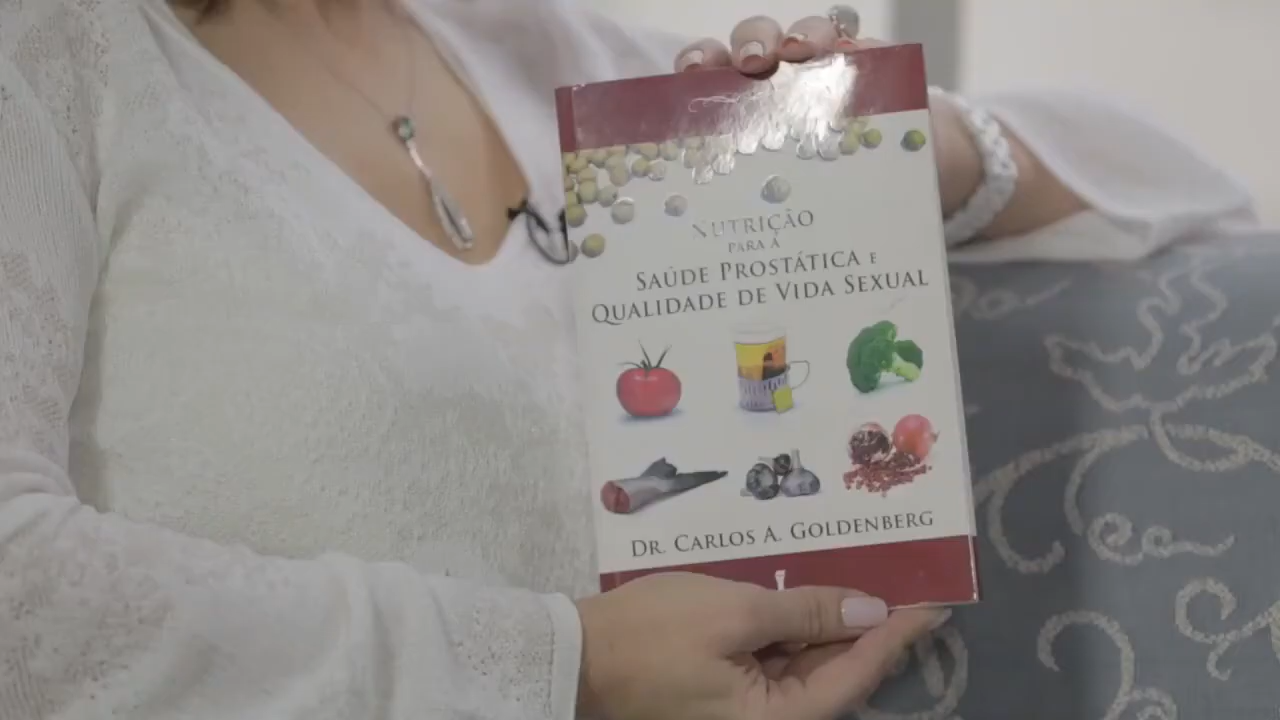 NUTRIÇÃO
PARA A
SAÚDE PROSTÁTICA E
QUALIDADE DE VIDA SEXUAL
DR. CARLOS A. GOLDENBERG